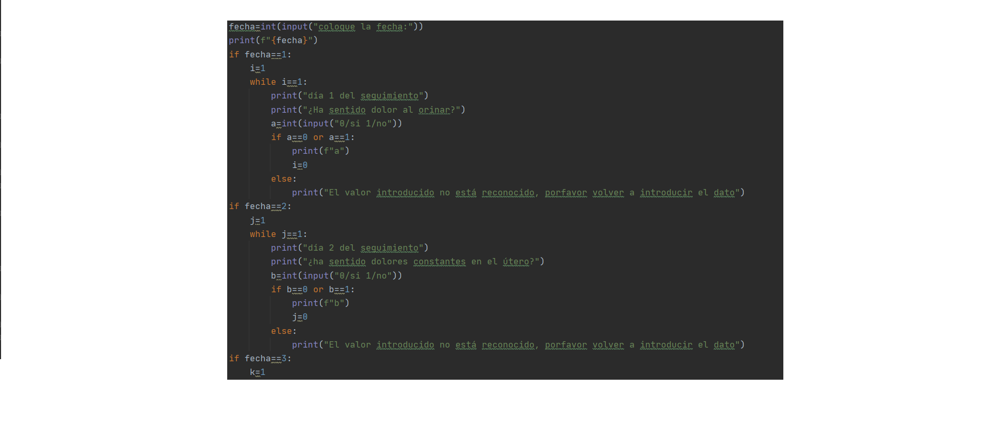 fecha=int(input("coloque la fecha:"))
print(f"{fecha}")
if fecha==1:
    i=1
    while i==1:
        print("día 1 del seguimiento")
        print("¿Ha sentido dolor al orinar?")
        a=int(input("0/si 1/no"))
        if a==0 or a==1:
            print(f"a")
            i=0
        else:
            print("El valor introducido no está reconocido, porfavor volver a introducir el dato")
if fecha==2:
    j=1
    while j==1:
        print("día 2 del seguimiento")
        print("¿ha sentido dolores constantes en el útero?")
        b=int(input("0/si 1/no"))
        if b==0 or b==1:
            print(f"b")
            j=0
        else:
            print("El valor introducido no está reconocido, porfavor volver a introducir el dato")
if fecha==3:
    k=1